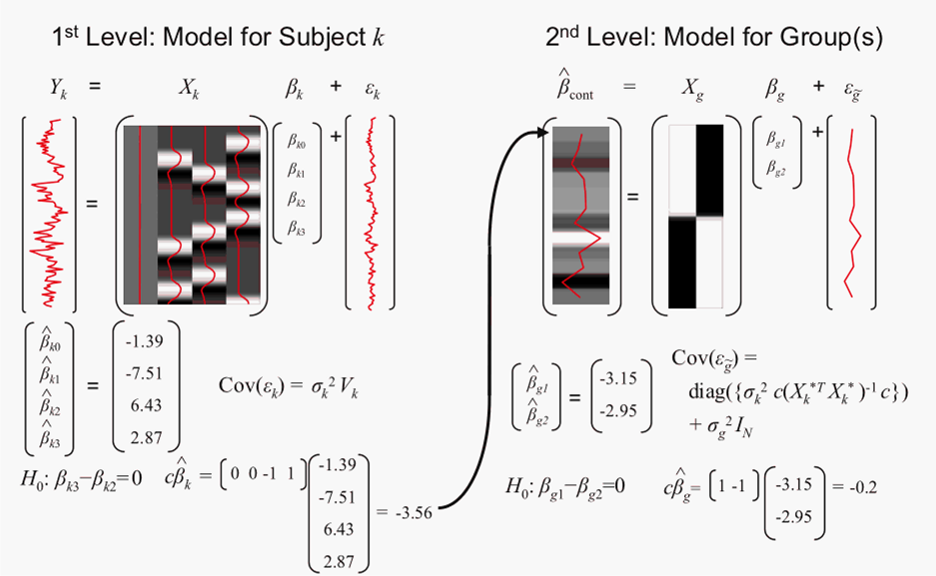 1st Level: Model for Subject k
Yₖ = Xₖ βₖ + εₖ
=
βk0
βk1
βk2
βk3
+
β̂k0
β̂k1
β̂k2
β̂k3
=
-1.39
-7.51
6.43
2.87
Cov(εₖ) = σₖ² Vₖ
H₀: βk3−βk2=0 cβ̂ₖ = [0 0 -1 1]
-1.39
-7.51
6.43
2.87
= -3.56
2nd Level: Model for Group(s)
β̂cont = Xg βg + εg̃
=
βg1
βg2
+
β̂g1
β̂g2
=
-3.15
-2.95
Cov(εg̃) =
diag({σₖ² c(Xₖ*ᵀ Xₖ*)⁻¹ c})
+ σg² I_N
H₀: βg1−βg2=0 cβ̂g= [1 -1]
-3.15
-2.95
= -0.2